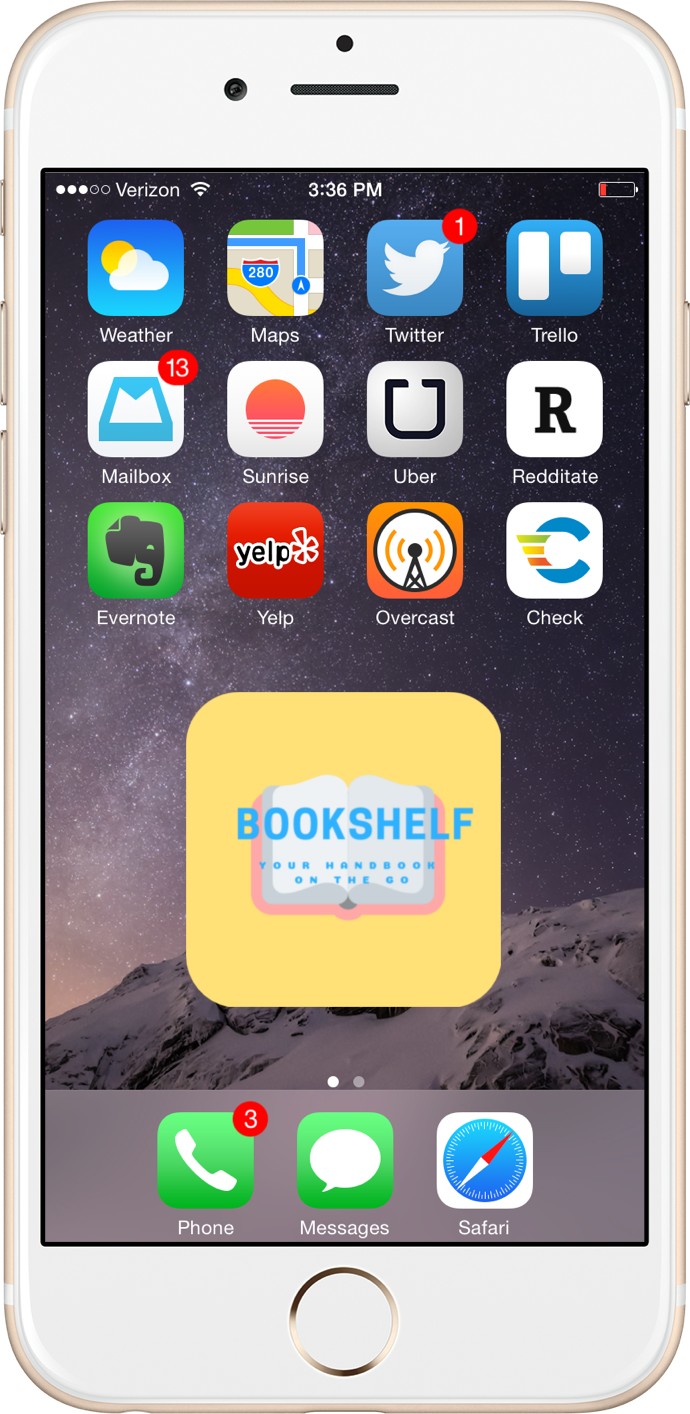 Verizon 3:36 PM
1
280
Weather Maps Twitter Trello
13
R
Mailbox Sunrise Uber Redditate
yelp
Evernote Yelp Overcast Check
BOOKSHELF
YOUR HANDBOOK
ON THE GO
3
Phone Messages Safari